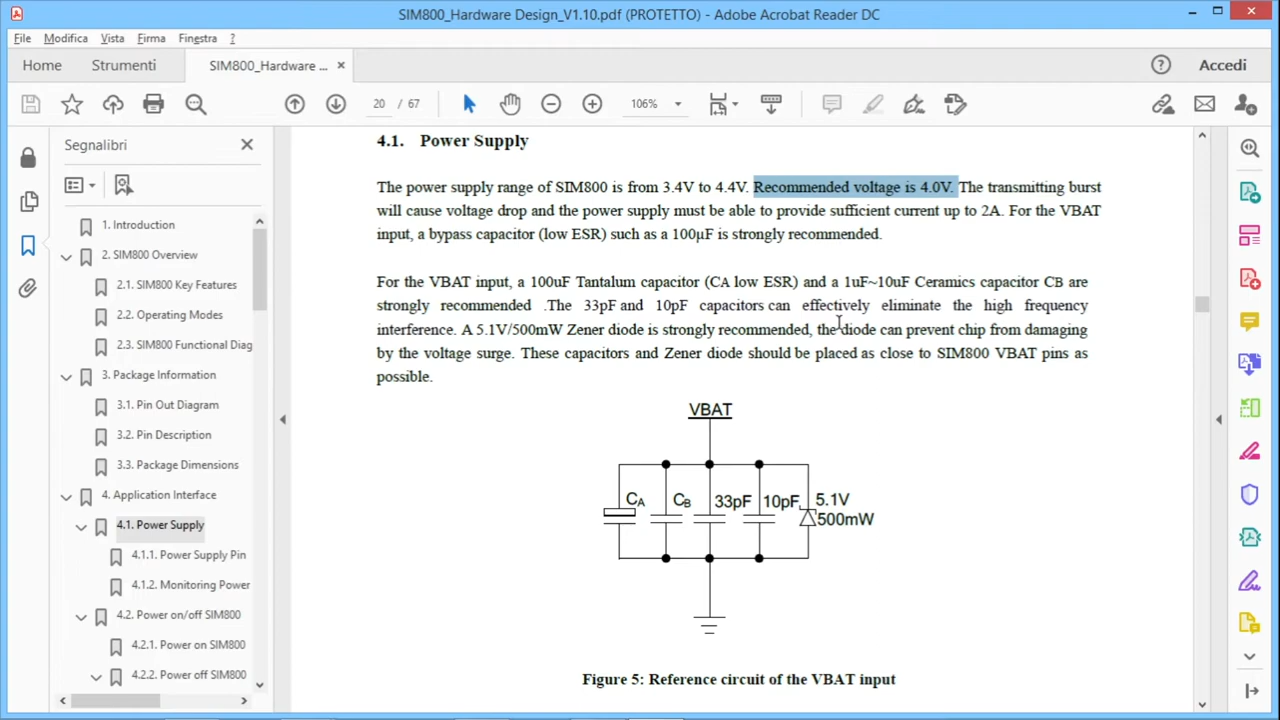 SIM800_Hardware Design_V1.10.pdf (PROTETTO) - Adobe Acrobat Reader DC
File Modifica Vista Firma Finestra ?
Home Strumenti SIM800_Hardware ... × ? Accedi
20 / 67 106%
Segnalibri
1. Introduction
2. SIM800 Overview
2.1. SIM800 Key Features
2.2. Operating Modes
2.3. SIM800 Functional Diag
3. Package Information
3.1. Pin Out Diagram
3.2. Pin Description
3.3. Package Dimensions
4. Application Interface
4.1. Power Supply
4.1.1. Power Supply Pin
4.1.2. Monitoring Power
4.2. Power on/off SIM800
4.2.1. Power on SIM800
4.2.2. Power off SIM800
4.1. Power Supply
The power supply range of SIM800 is from 3.4V to 4.4V. Recommended voltage is 4.0V. The transmitting burst
will cause voltage drop and the power supply must be able to provide sufficient current up to 2A. For the VBAT
input, a bypass capacitor (low ESR) such as a 100µF is strongly recommended.
For the VBAT input, a 100uF Tantalum capacitor (CA low ESR) and a 1uF~10uF Ceramics capacitor CB are
strongly recommended .The 33pF and 10pF capacitors can effectively eliminate the high frequency
interference. A 5.1V/500mW Zener diode is strongly recommended, the diode can prevent chip from damaging
by the voltage surge. These capacitors and Zener diode should be placed as close to SIM800 VBAT pins as
possible.
VBAT
CA CB 33pF 10pF 5.1V
500mW
Figure 5: Reference circuit of the VBAT input